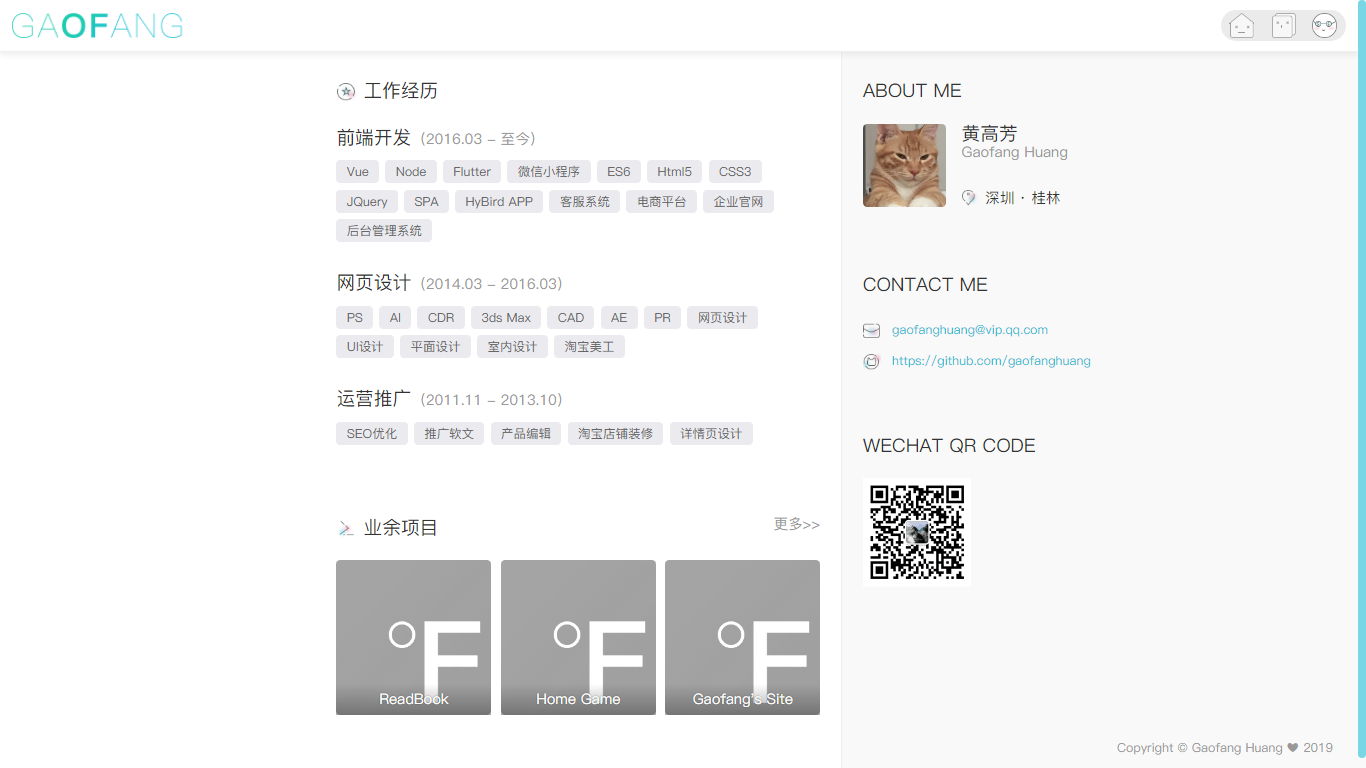 GAOFANG
工作经历
前端开发 (2016.03 - 至今)
Vue Node Flutter 微信小程序 ES6 Html5 CSS3
JQuery SPA HyBird APP 客服系统 电商平台 企业官网
后台管理系统
网页设计 (2014.03 - 2016.03)
PS AI CDR 3ds Max CAD AE PR 网页设计
UI设计 平面设计 室内设计 淘宝美工
运营推广 (2011.11 - 2013.10)
SEO优化 推广软文 产品编辑 淘宝店铺装修 详情页设计
业余项目 更多>>
°F °F °F
ReadBook Home Game Gaofang's Site
ABOUT ME
黄高芳
Gaofang Huang
深圳 · 桂林
CONTACT ME
gaofanghuang@vip.qq.com
https://github.com/gaofanghuang
WECHAT QR CODE
Copyright © Gaofang Huang ♥ 2019